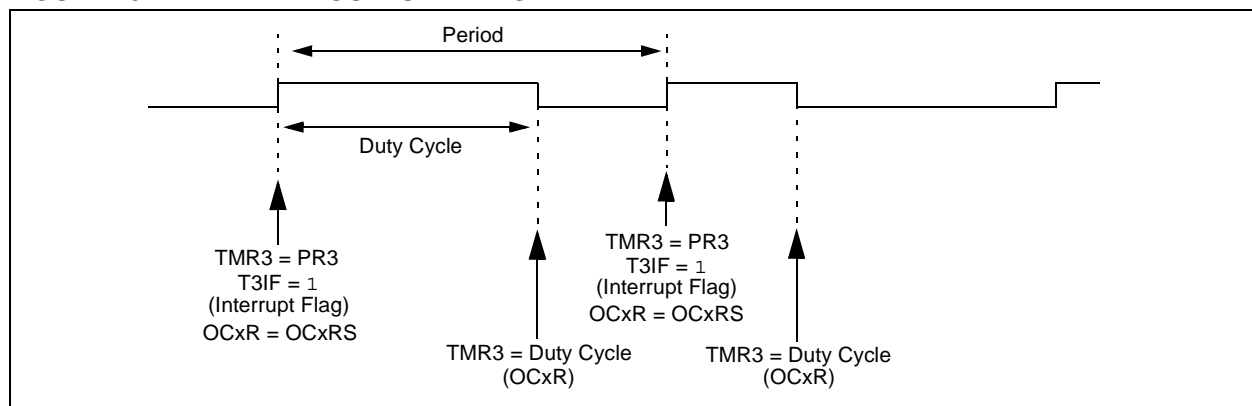 Period
Duty Cycle
TMR3 = PR3
T3IF = 1
(Interrupt Flag)
OCxR = OCxRS
TMR3 = Duty Cycle
(OCxR)
TMR3 = PR3
T3IF = 1
(Interrupt Flag)
OCxR = OCxRS
TMR3 = Duty Cycle
(OCxR)